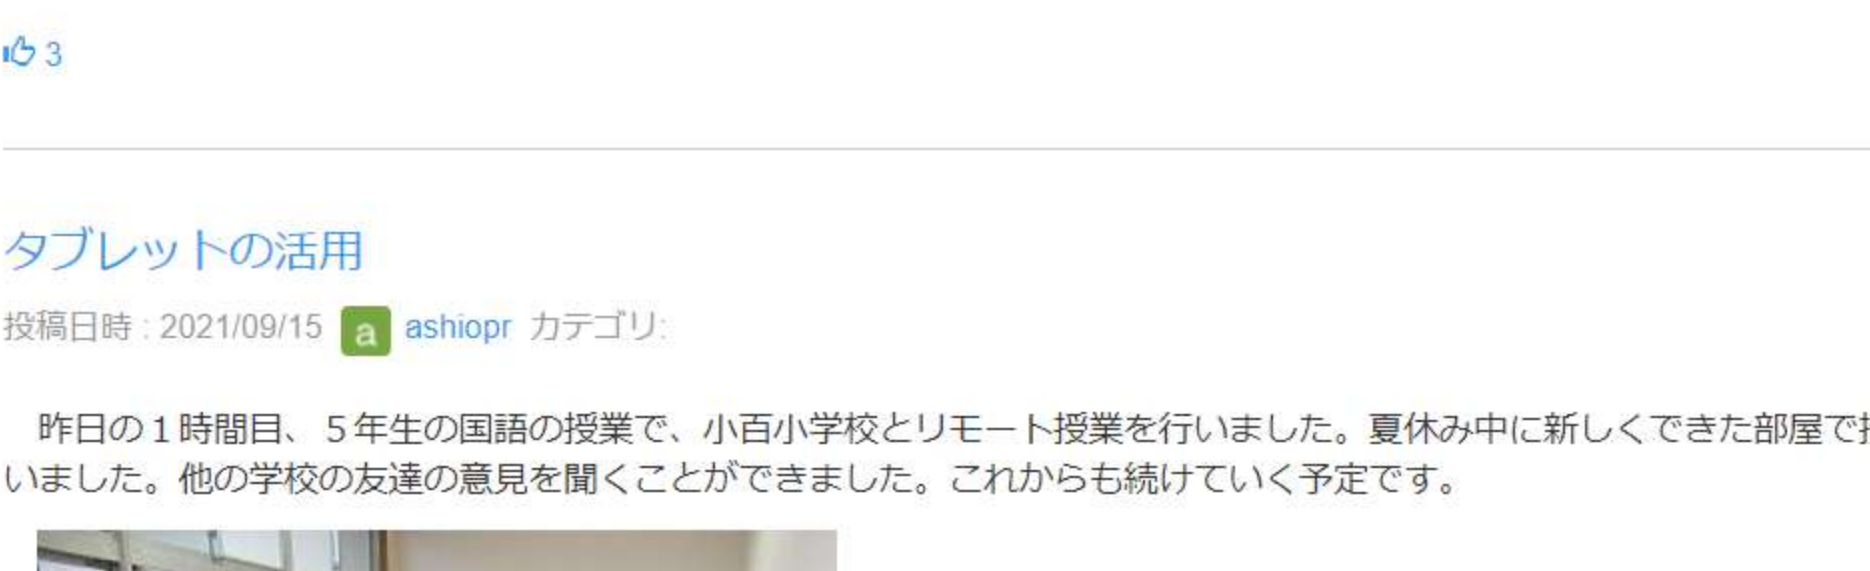 3
タブレットの活用
投稿日時 : 2021/09/15 a ashiopr カテゴリ:
昨日の１時間目、５年生の国語の授業で、小百小学校とリモート授業を行いました。夏休み中に新しくできた部屋で
いました。他の学校の友達の意見を聞くことができました。これからも続けていく予定です。